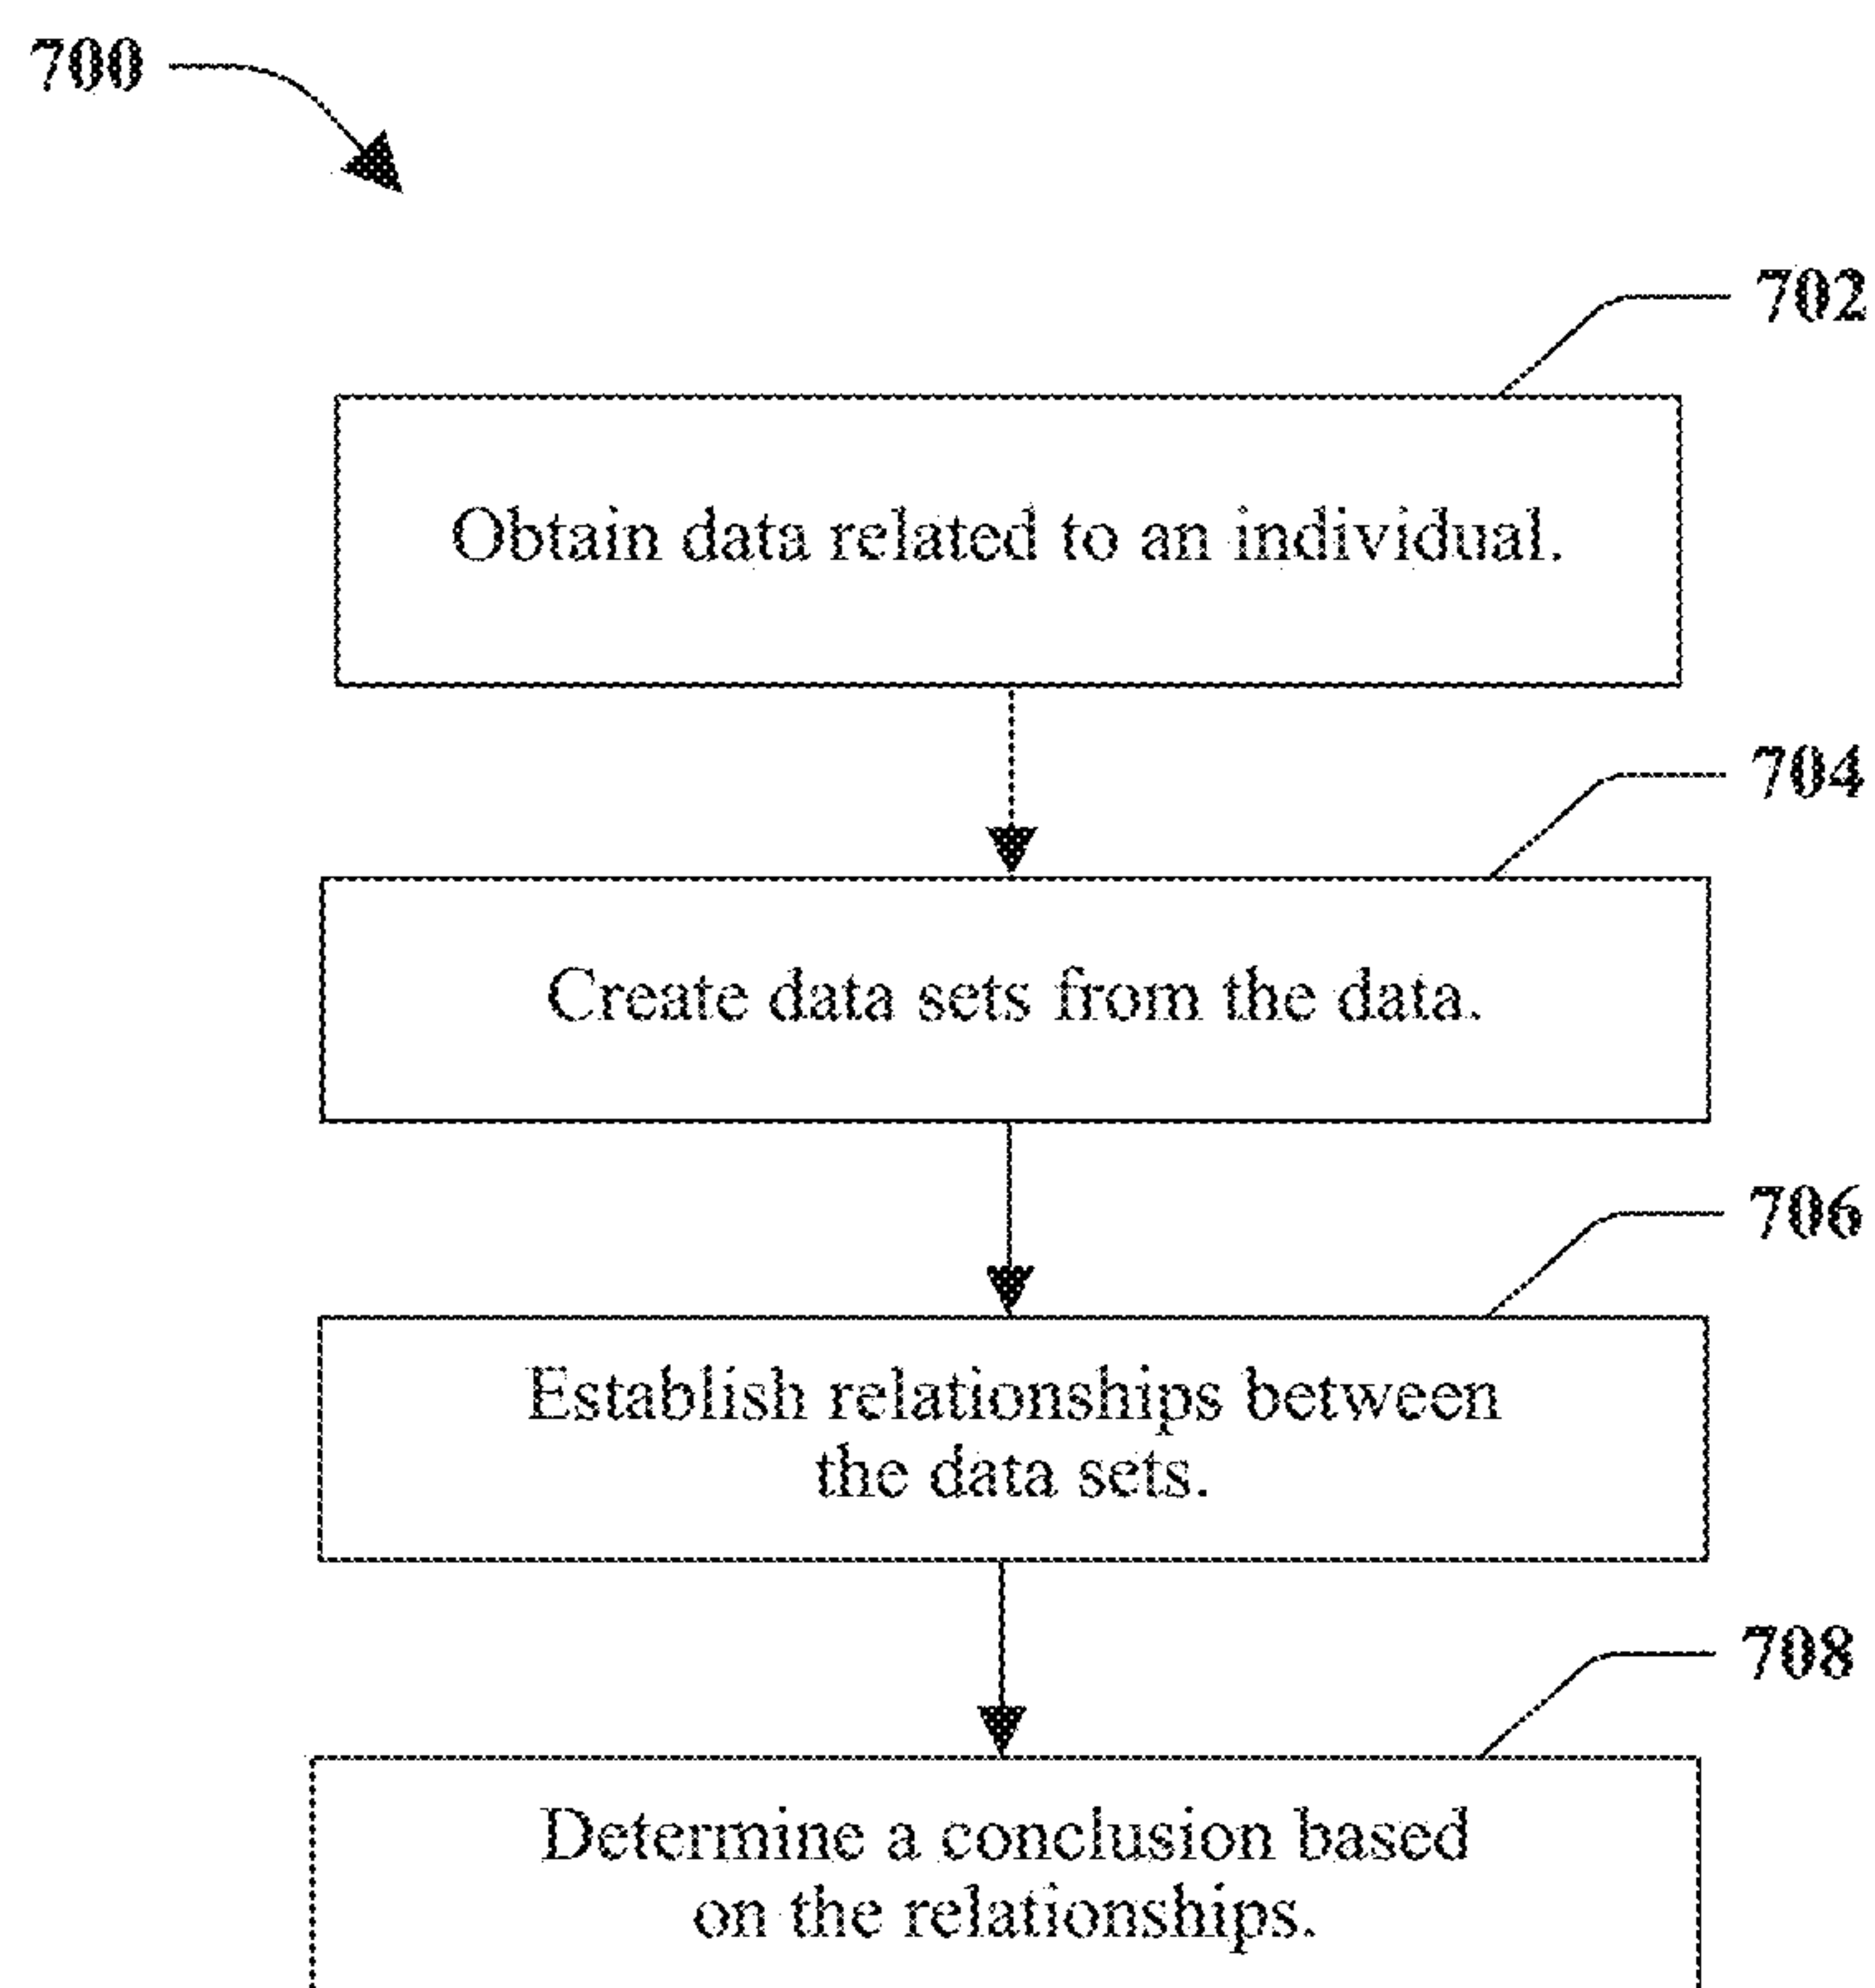 700
702
Obtain data related to an individual.
704
Create data sets from the data.
706
Establish relationships between
the data sets.
708
Determine a conclusion based
on the relationships.